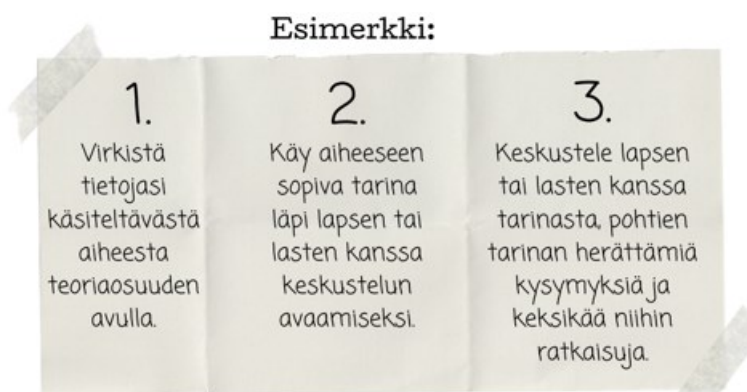 Esimerkki:
1.
Virkistä
tietojasi
käsiteltävästä
aiheesta
teoriaosuuden
avulla.
2.
Käy aiheeseen
sopiva tarina
läpi lapsen tai
lasten kanssa
keskustelun
avaamiseksi.
3.
Keskustele lapsen
tai lasten kanssa
tarinasta, pohtien
tarinan herättämiä
kysymyksiä ja
keksikää niihin
ratkaisuja.